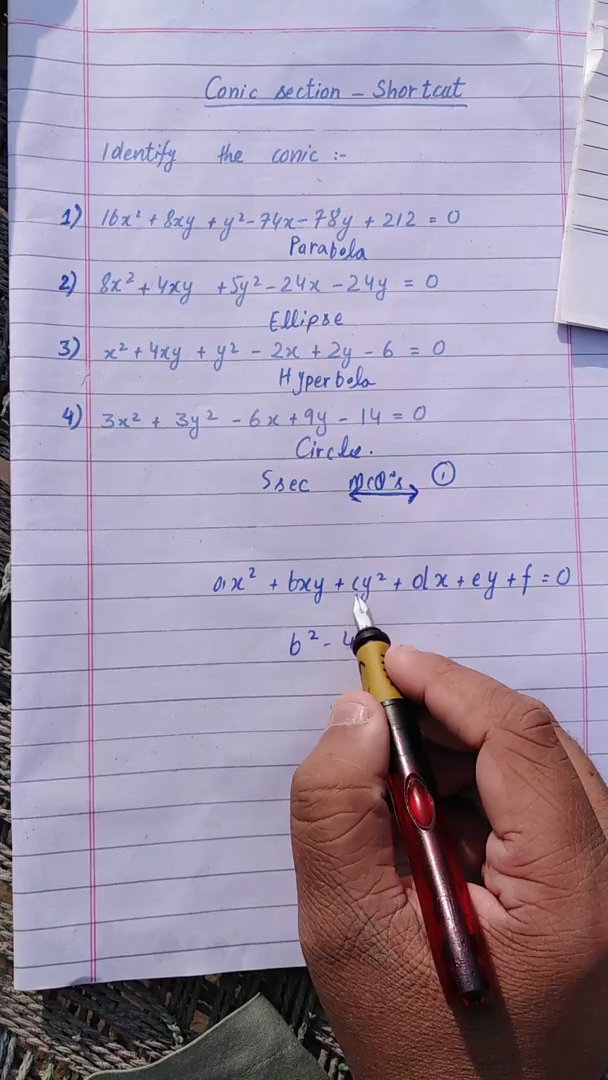 Conic section - Shortcut
Identify the conic :-
1) 16x² + 8xy + y² - 74x - 78y + 212 = 0
Parabola
2) 8x² + 4xy + 5y² - 24x - 24y = 0
Ellipse
3) x² + 4xy + y² - 2x + 2y - 6 = 0
Hyperbola
4) 3x² + 3y² - 6x + 9y - 14 = 0
Circle.
5sec MCQ's ①
ax² + bxy + cy² + dx + ey + f = 0
b² - 4